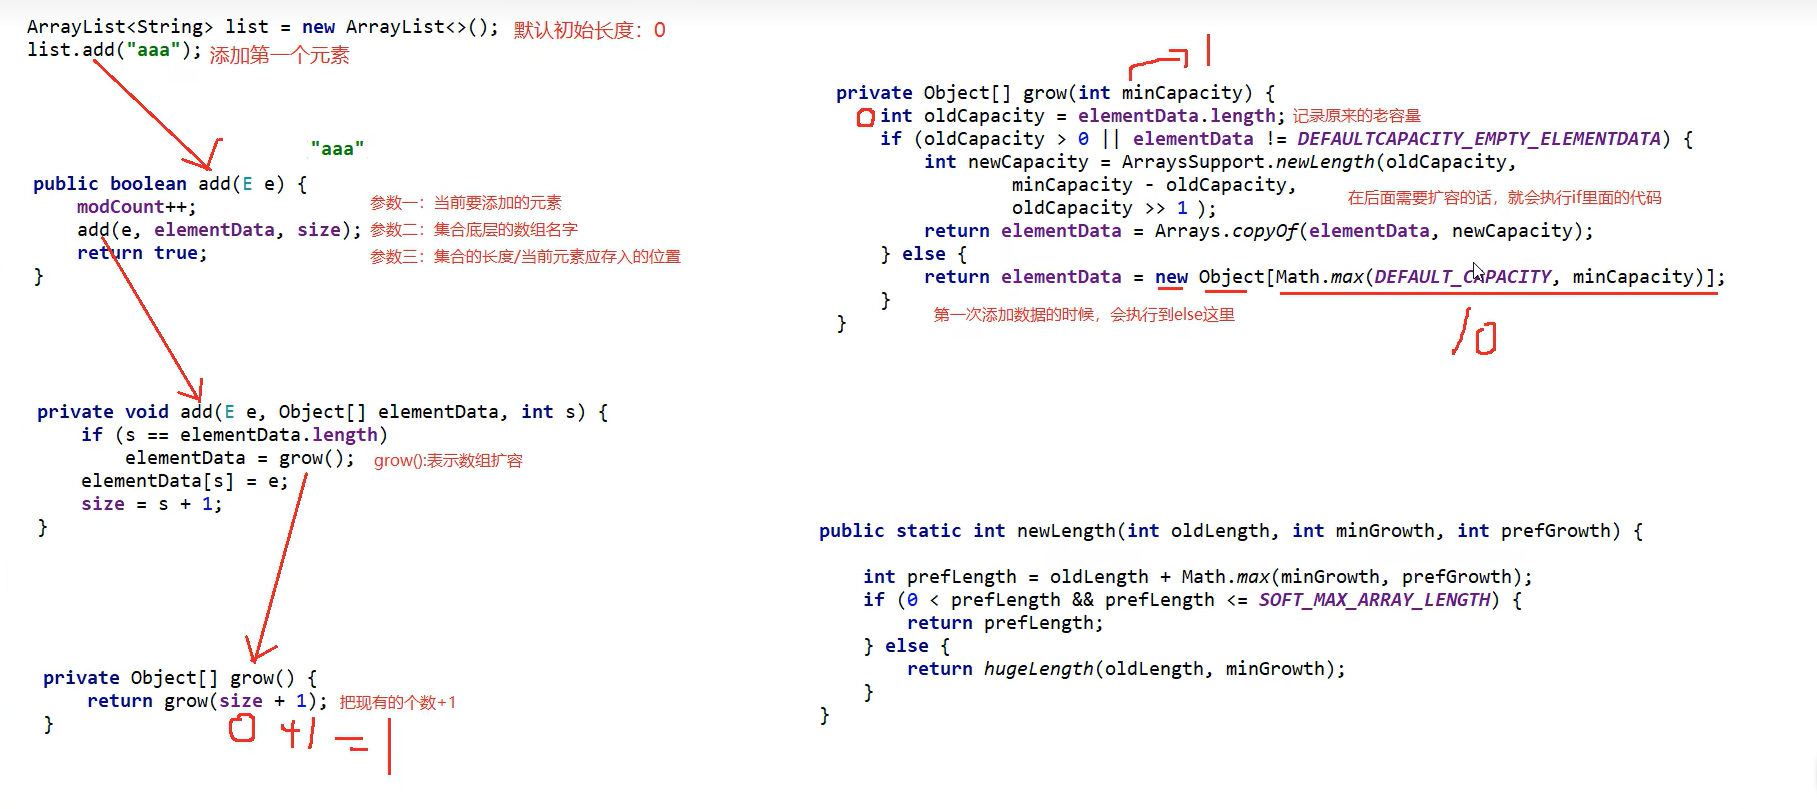 ArrayList<String> list = new ArrayList<>(); 默认初始长度：0
list.add("aaa"); 添加第一个元素
"aaa"
public boolean add(E e) {
modCount++; 参数一：当前要添加的元素
add(e, elementData, size); 参数二：集合底层的数组名字
return true; 参数三：集合的长度/当前元素应存入的位置
}
private void add(E e, Object[] elementData, int s) {
if (s == elementData.length)
elementData = grow(); grow():表示数组扩容
elementData[s] = e;
size = s + 1;
}
private Object[] grow() {
return grow(size + 1); 把现有的个数+1
}
0 +1 = 1
1
private Object[] grow(int minCapacity) {
0 int oldCapacity = elementData.length; 记录原来的老容量
if (oldCapacity > 0 || elementData != DEFAULTCAPACITY_EMPTY_ELEMENTDATA) {
int newCapacity = ArraysSupport.newLength(oldCapacity,
minCapacity - oldCapacity, 在后面需要扩容的话，就会执行if里面的代码
oldCapacity >> 1 );
return elementData = Arrays.copyOf(elementData, newCapacity);
} else {
return elementData = new Object[Math.max(DEFAULT_CAPACITY, minCapacity)];
} 第一次添加数据的时候，会执行到else这里
}
10
public static int newLength(int oldLength, int minGrowth, int prefGrowth) {
int prefLength = oldLength + Math.max(minGrowth, prefGrowth);
if (0 < prefLength && prefLength <= SOFT_MAX_ARRAY_LENGTH) {
return prefLength;
} else {
return hugeLength(oldLength, minGrowth);
}
}